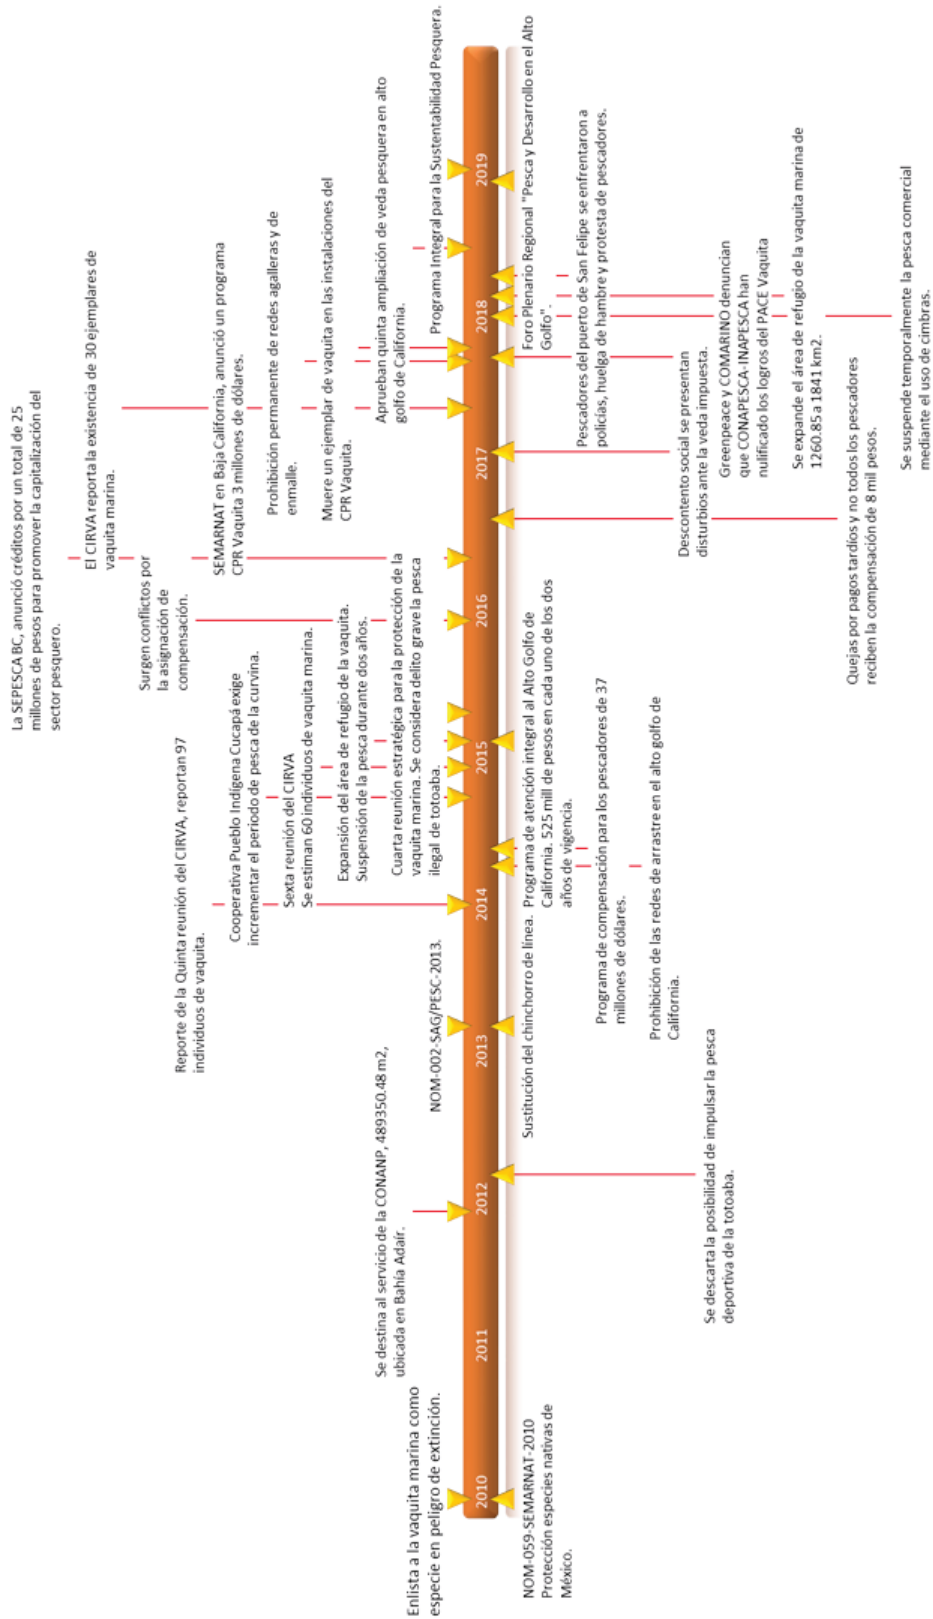 La SEPESCA BC, anunció créditos por un total de 25
millones de pesos para promover la capitalización del
sector pesquero.
El CIRVA reporta la existencia de 30 ejemplares de
vaquita marina.
Surgen conflictos por
la asignación de
compensación.
Reporte de la Quinta reunión del CIRVA, reportan 97
individuos de vaquita.
SEMARNAT en Baja California, anunció un programa
CPR Vaquita 3 millones de dólares.
Cooperativa Pueblo Indígena Cucapá exige
incrementar el periodo de pesca de la curvina.
Prohibición permanente de redes agalleras y de
enmalle.
Sexta reunión del CIRVA
Se estiman 60 individuos de vaquita marina.
Muere un ejemplar de vaquita en las instalaciones del
CPR Vaquita.
Expansión del área de refugio de la vaquita.
Suspensión de la pesca durante dos años.
Se destina al servicio de la CONANP, 489350.48 m2,
ubicada en Bahía Adaír.
Cuarta reunión estratégica para la protección de la
vaquita marina. Se considera delito grave la pesca
ilegal de totoaba.
Aprueban quinta ampliación de veda pesquera en alto
golfo de California.
Enlista a la vaquita marina como
especie en peligro de extinción.
NOM-002-SAG/PESC-2013.
Programa Integral para la Sustentabilidad Pesquera.
2010
2011
2012
2013
2014
2015
2016
2017
2018
2019
NOM-059-SEMARNAT-2010
Protección especies nativas de
México.
Sustitución del chinchorro de línea.
Programa de atención integral al Alto Golfo de
California. 525 mill de pesos en cada uno de los dos
años de vigencia.
Foro Plenario Regional "Pesca y Desarrollo en el Alto
Golfo".
Programa de compensación para los pescadores de 37
millones de dólares.
Pescadores del puerto de San Felipe se enfrentaron a
policías, huelga de hambre y protesta de pescadores.
Prohibición de las redes de arrastre en el alto golfo de
California.
Descontento social se presentan
disturbios ante la veda impuesta.
Se descarta la posibilidad de impulsar la pesca
deportiva de la totoaba.
Greenpeace y COMARINO denuncian
que CONAPESCA-INAPESCA han
nulificado los logros del PACE Vaquita
Se expande el área de refugio de la vaquita marina de
1260.85 a 1841 km2.
Quejas por pagos tardíos y no todos los pescadores
reciben la compensación de 8 mil pesos.
Se suspende temporalmente la pesca comercial
mediante el uso de cimbras.